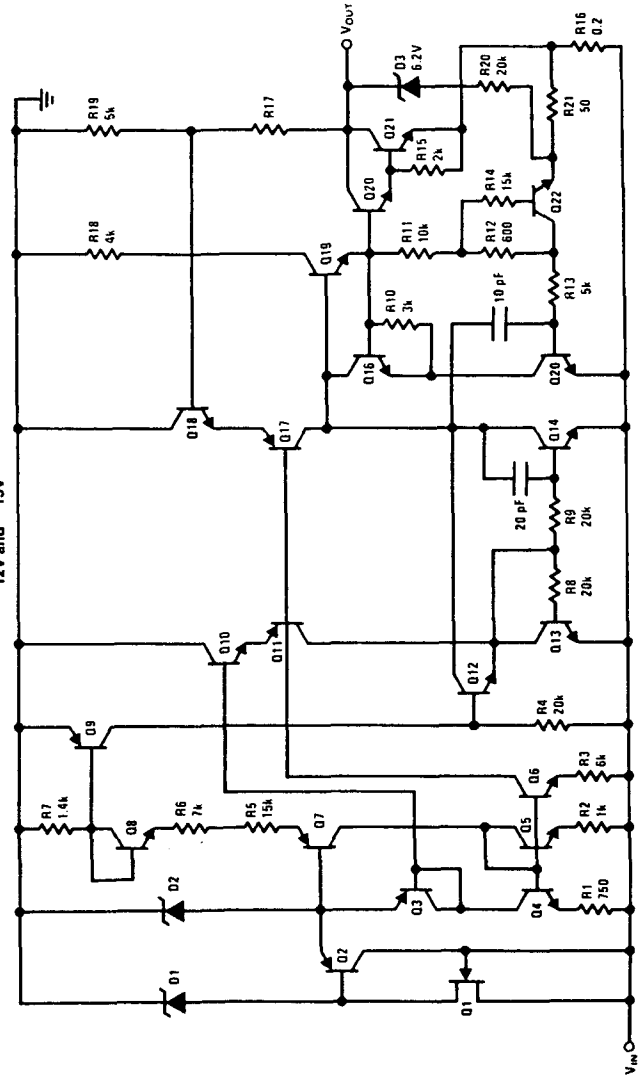 -12V and -15V
R7
1.4k
Q8
R6
7k
R5
15k
Q9
D2
D1
Q7
Q3
Q2
Q1
Q4
Q5
Q6
R1
750
R2
1k
R3
6k
R4
20k
VIN
Q10
Q11
Q12
Q13
R8
20k
R9
20k
20 pF
Q14
Q18
Q17
Q16
R10
3k
10 pF
Q20
R13
5k
R18
4k
Q19
R11
10k
R12
600
R14
15k
Q22
R19
5k
R17
Q20
Q21
R15
2k
VOUT
D3
6.2V
R20
20k
R21
50
R16
0.2